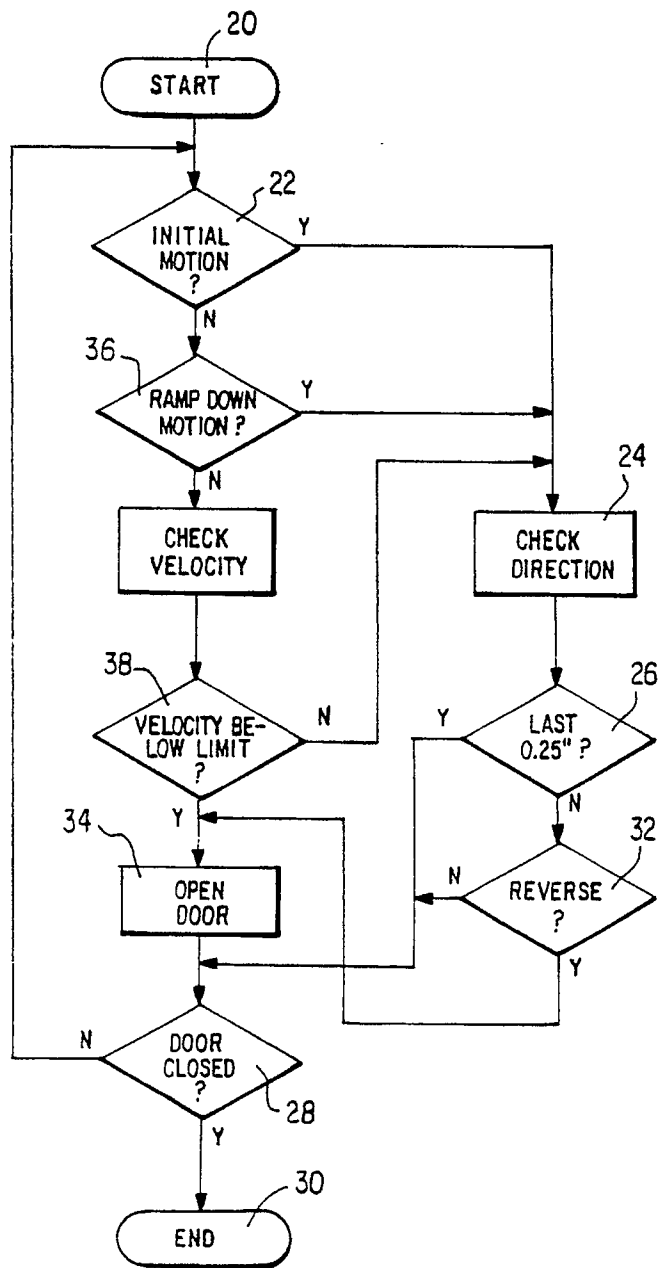 20
START
22
INITIAL
MOTION
?
Y
N
36
RAMP DOWN
MOTION ?
Y
N
CHECK
VELOCITY
24
CHECK
DIRECTION
38
VELOCITY BE-
LOW LIMIT
?
N
Y
26
LAST
0.25" ?
Y
N
34
OPEN
DOOR
32
REVERSE
?
N
Y
DOOR
CLOSED
?
N
28
Y
30
END